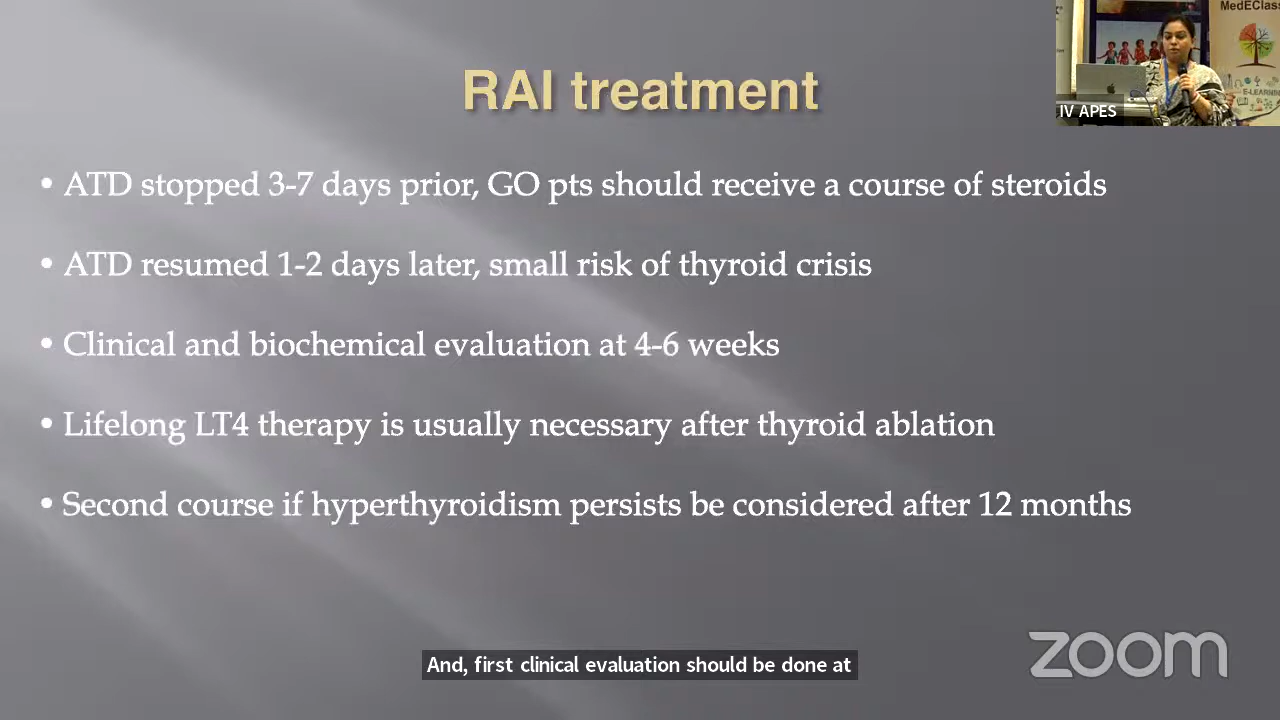 MedEClass
E-LEARNING
IV APES
RAI treatment
• ATD stopped 3-7 days prior, GO pts should receive a course of steroids
• ATD resumed 1-2 days later, small risk of thyroid crisis
• Clinical and biochemical evaluation at 4-6 weeks
• Lifelong LT4 therapy is usually necessary after thyroid ablation
• Second course if hyperthyroidism persists be considered after 12 months
And, first clinical evaluation should be done at
zoom